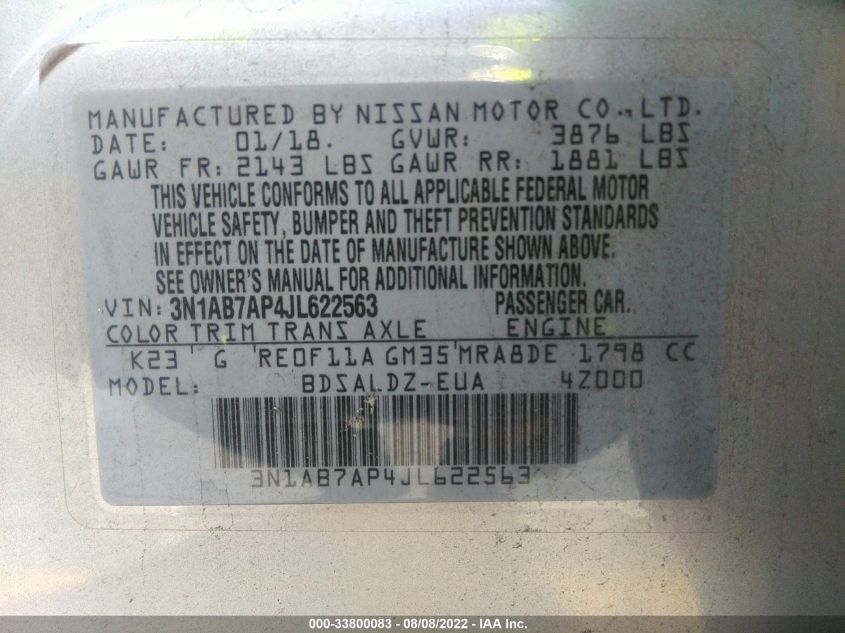 MANUFACTURED BY NISSAN MOTOR CO., LTD.
DATE: 01/18. GVWR: 3876 LBS
GAWR FR: 2143 LBS GAWR RR: 1881 LBS
THIS VEHICLE CONFORMS TO ALL APPLICABLE FEDERAL MOTOR
VEHICLE SAFETY, BUMPER AND THEFT PREVENTION STANDARDS
IN EFFECT ON THE DATE OF MANUFACTURE SHOWN ABOVE.
SEE OWNER'S MANUAL FOR ADDITIONAL INFORMATION.
VIN: 3N1AB7AP4JL622563 PASSENGER CAR.
COLOR TRIM TRANS AXLE ENGINE
K23 G RE0F11A GM35 MRA8DE 1798 CC
MODEL: BDSALDZ-EUA 4Z000
3N1AB7AP4JL622563
000-33800083 - 08/08/2022 - IAA Inc.